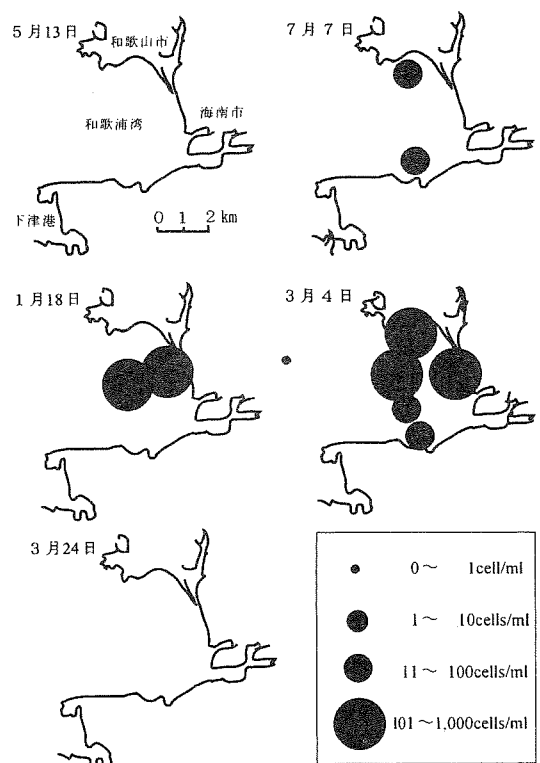 5月13日
和歌山市
和歌浦湾
海南市
下津港
0 1 2 km
7月7日
1月18日
3月4日
3月24日
0～ 1cell/ml
1～ 10cells/ml
11～ 100cells/ml
101～1,000cells/ml